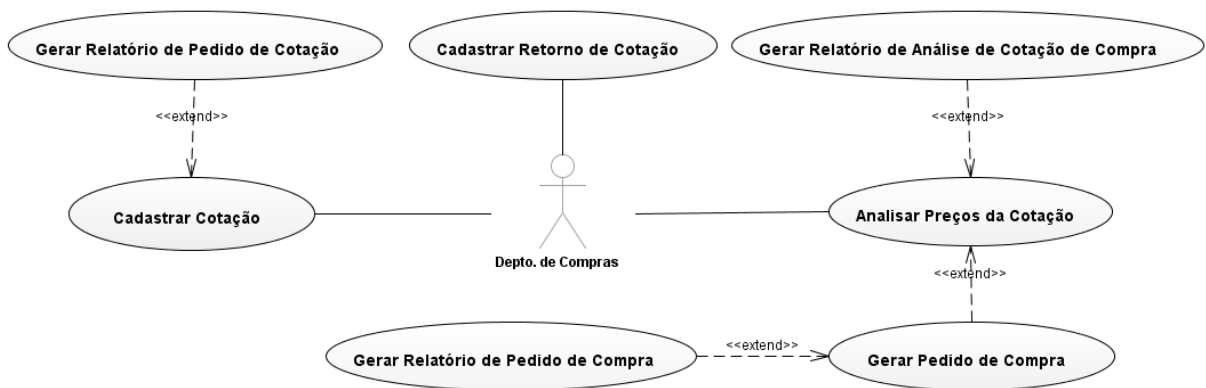 Gerar Relatório de Pedido de Cotação
Cadastrar Retorno de Cotação
Gerar Relatório de Análise de Cotação de Compra
<<extend>>
<<extend>>
Cadastrar Cotação
Analisar Preços da Cotação
Depto. de Compras
<<extend>>
Gerar Relatório de Pedido de Compra
<<extend>>
Gerar Pedido de Compra